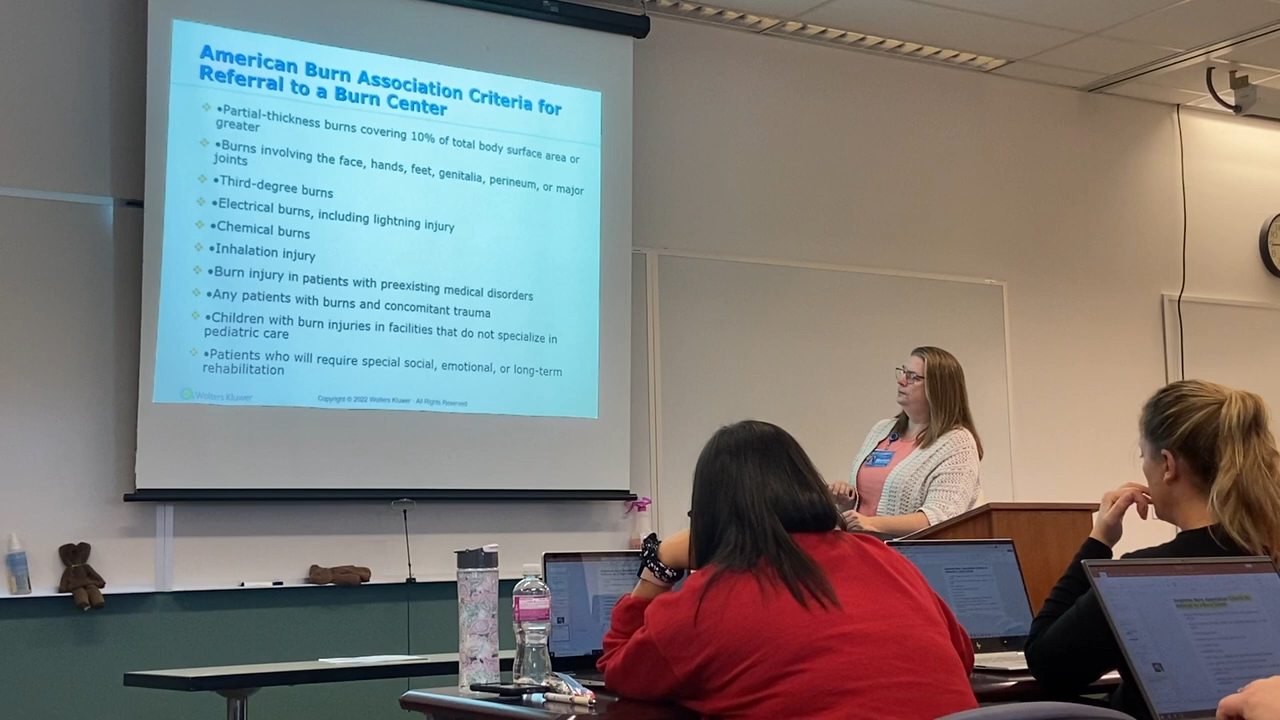 American Burn Association Criteria for
Referral to a Burn Center
•Partial-thickness burns covering 10% of total body surface area or
greater
•Burns involving the face, hands, feet, genitalia, perineum, or major
joints
•Third-degree burns
•Electrical burns, including lightning injury
•Chemical burns
•Inhalation injury
•Burn injury in patients with preexisting medical disorders
•Any patients with burns and concomitant trauma
•Children with burn injuries in facilities that do not specialize in
pediatric care
•Patients who will require special social, emotional, or long-term
rehabilitation
Wolters Kluwer
Copyright © 2022 Wolters Kluwer · All Rights Reserved